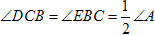 ∠DCB = ∠EBC = 1/2 ∠A